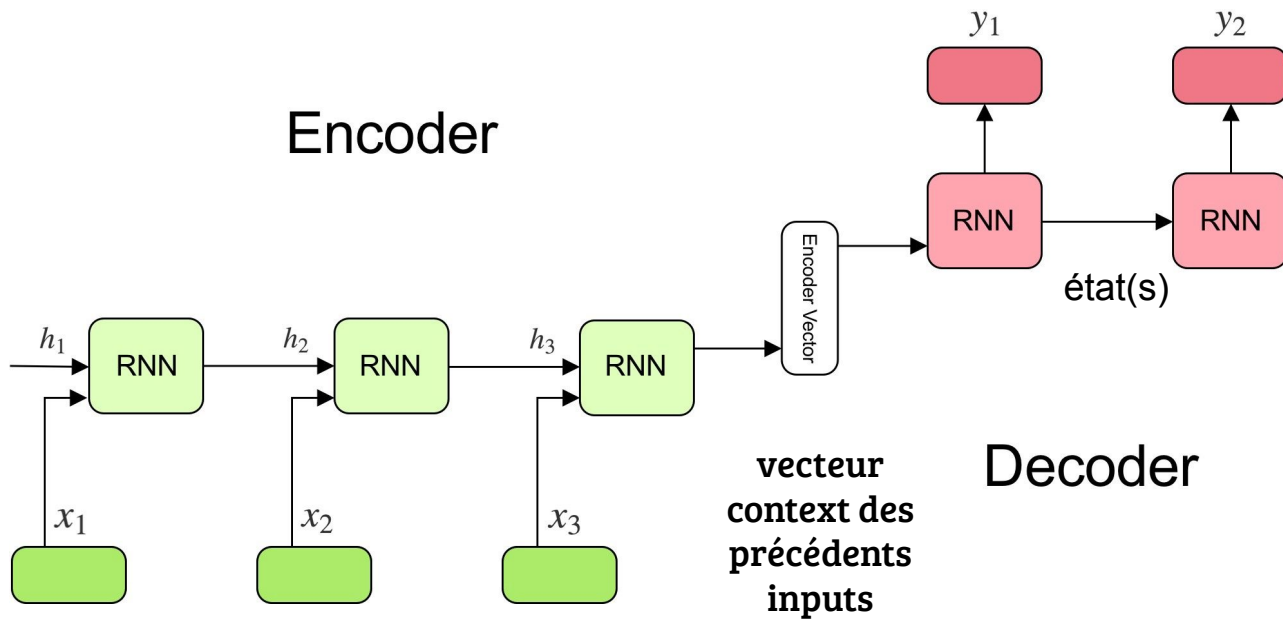 y₁
y₂
Encoder
RNN
RNN
Encoder Vector
état(s)
h₁
RNN
h₂
RNN
h₃
RNN
x₁
x₂
x₃
vecteur
context des
précédents
inputs
Decoder